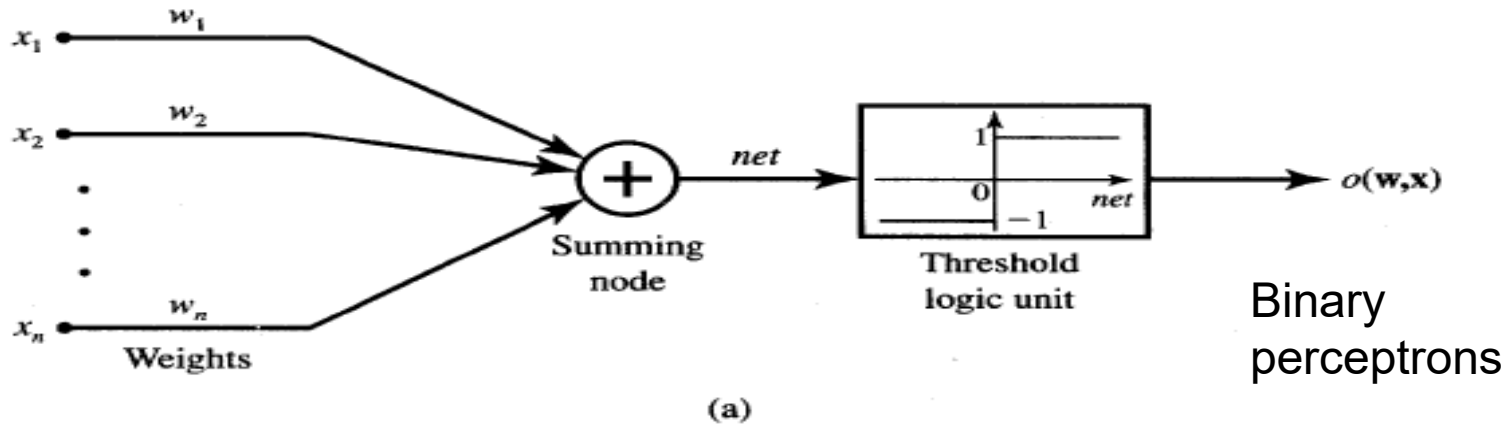 w₁
x₁
w₂
x₂
net
1
0
net
−1
o(w,x)
Summing
node
Threshold
logic unit
wₙ
xₙ
Weights
Binary
perceptrons
(a)